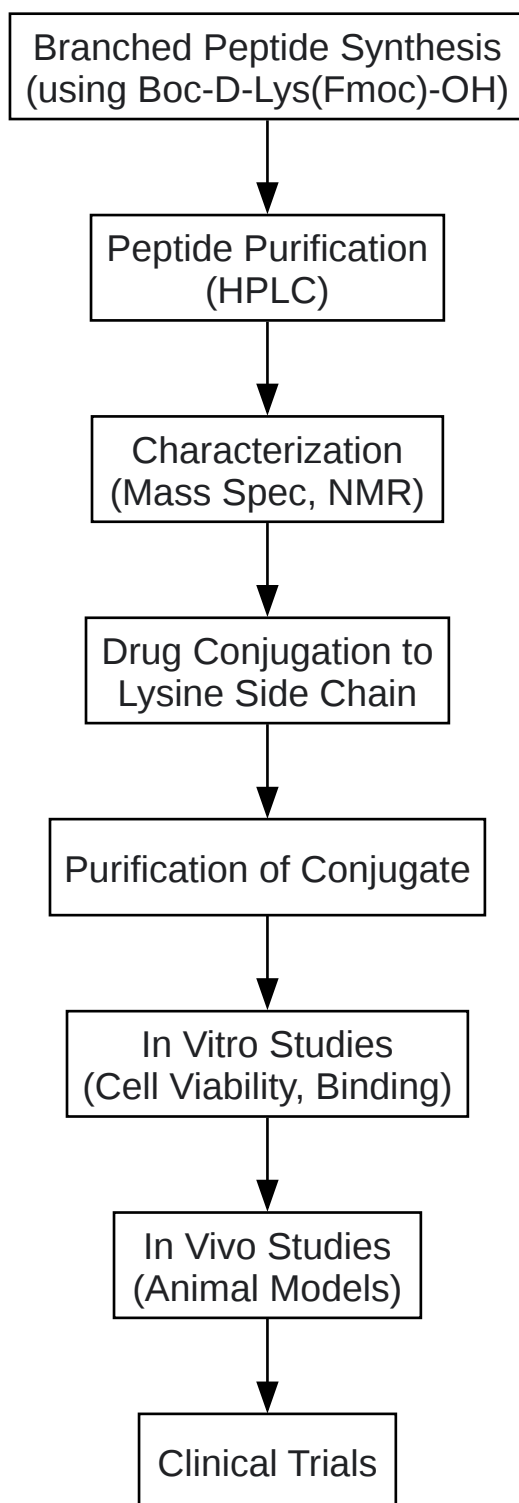 Branched Peptide Synthesis
(using Boc-D-Lys(Fmoc)-OH)
Peptide Purification
(HPLC)
Characterization
(Mass Spec, NMR)
Drug Conjugation to
Lysine Side Chain
Purification of Conjugate
In Vitro Studies
(Cell Viability, Binding)
In Vivo Studies
(Animal Models)
Clinical Trials